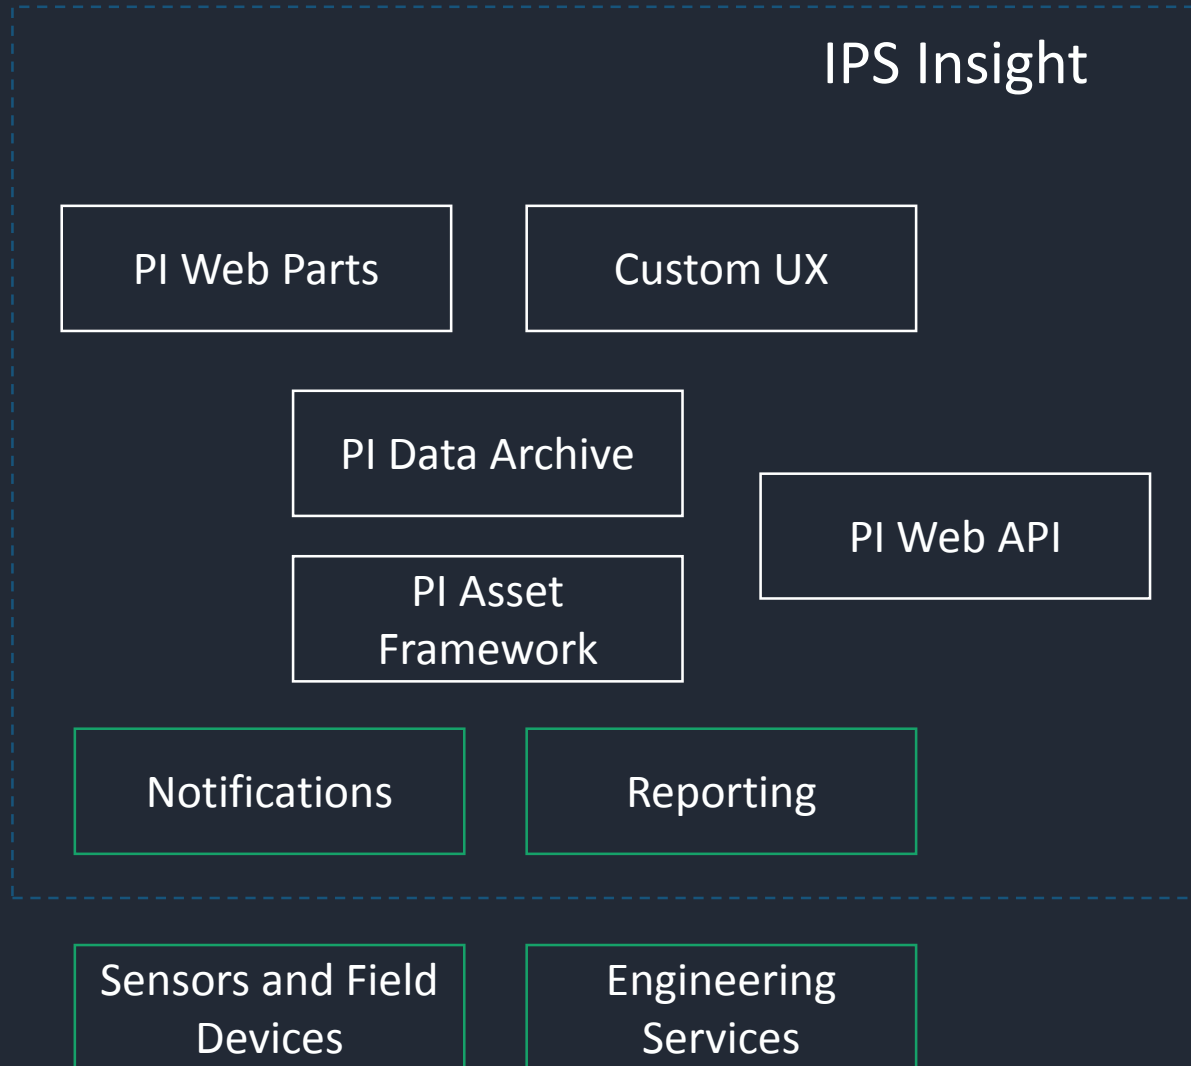 IPS Insight
PI Web Parts
Custom UX
PI Data Archive
PI Web API
PI Asset
Framework
Notifications
Reporting
Sensors and Field
Devices
Engineering
Services